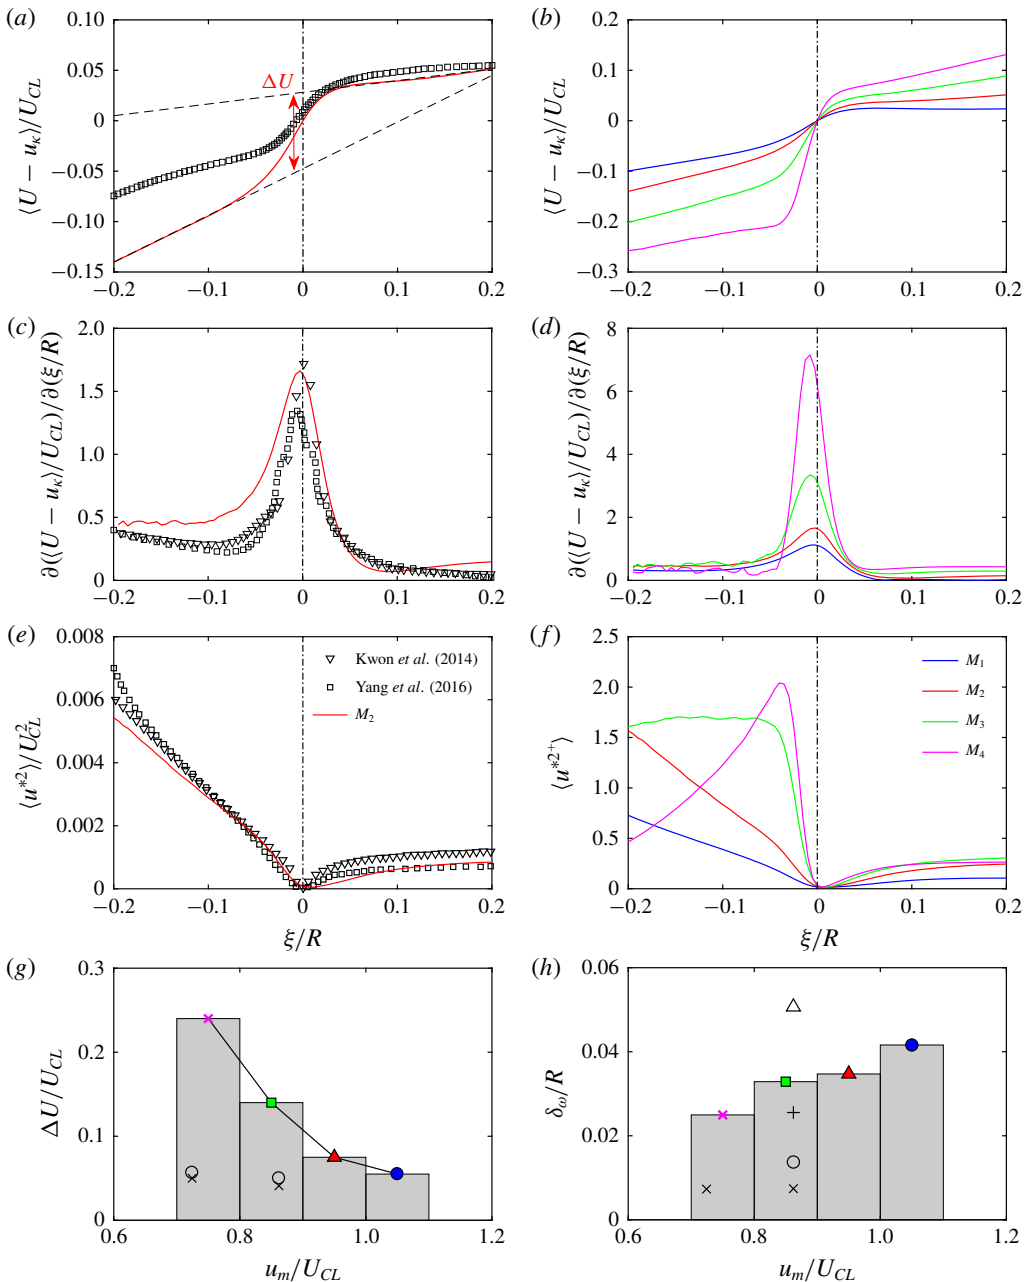 (a)
0.10
0.05
0
−0.05
−0.10
−0.15
⟨U − u_κ⟩/U_CL
ΔU
−0.2 −0.1 0 0.1 0.2
(b)
0.2
0.1
0
−0.1
−0.2
−0.3
⟨U − u_κ⟩/U_CL
−0.2 −0.1 0 0.1 0.2
(c)
2.0
1.5
1.0
0.5
0
∂(⟨U − u_κ⟩/U_CL)/∂(ξ/R)
−0.2 −0.1 0 0.1 0.2
(d)
8
6
4
2
0
∂(⟨U − u_κ⟩/U_CL)/∂(ξ/R)
−0.2 −0.1 0 0.1 0.2
(e)
0.008
0.006
0.004
0.002
0
⟨u*²⟩/U²_CL
Kwon et al. (2014)
Yang et al. (2016)
M₂
−0.2 −0.1 0 0.1 0.2
ξ/R
(f)
2.5
2.0
1.5
1.0
0.5
0
⟨u*²⁺⟩
M₁
M₂
M₃
M₄
−0.2 −0.1 0 0.1 0.2
ξ/R
(g)
0.3
0.2
0.1
0
ΔU/U_CL
0.6 0.8 1.0 1.2
u_m/U_CL
(h)
0.06
0.04
0.02
0
δ_ω/R
0.6 0.8 1.0 1.2
u_m/U_CL